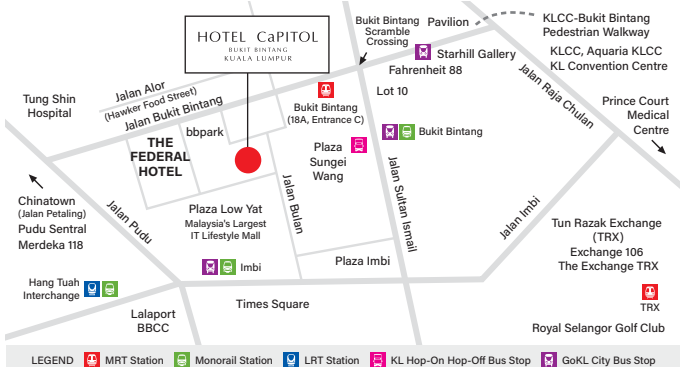 HOTEL CaPITOL
BUKIT BINTANG
KUALA LUMPUR
Bukit Bintang
Scramble
Crossing
Pavilion
KLCC-Bukit Bintang
Pedestrian Walkway
Starhill Gallery
KLCC, Aquaria KLCC
KL Convention Centre
Fahrenheit 88
Tung Shin
Hospital
Jalan Alor
(Hawker Food Street)
Jalan Bukit Bintang
Bukit Bintang
(18A, Entrance C)
Lot 10
Jalan Raja Chulan
Prince Court
Medical
Centre
bbpark
THE
FEDERAL
HOTEL
Plaza
Sungei
Wang
Bukit Bintang
Chinatown
(Jalan Petaling)
Pudu Sentral
Merdeka 118
Jalan Pudu
Plaza Low Yat
Malaysia's Largest
IT Lifestyle Mall
Jalan Bulan
Jalan Sultan Ismail
Jalan Imbi
Tun Razak Exchange
(TRX)
Exchange 106
The Exchange TRX
Hang Tuah
Interchange
Imbi
Plaza Imbi
TRX
Lalaport
BBCC
Times Square
Royal Selangor Golf Club
LEGEND
MRT Station
Monorail Station
LRT Station
KL Hop-On Hop-Off Bus Stop
GoKL City Bus Stop